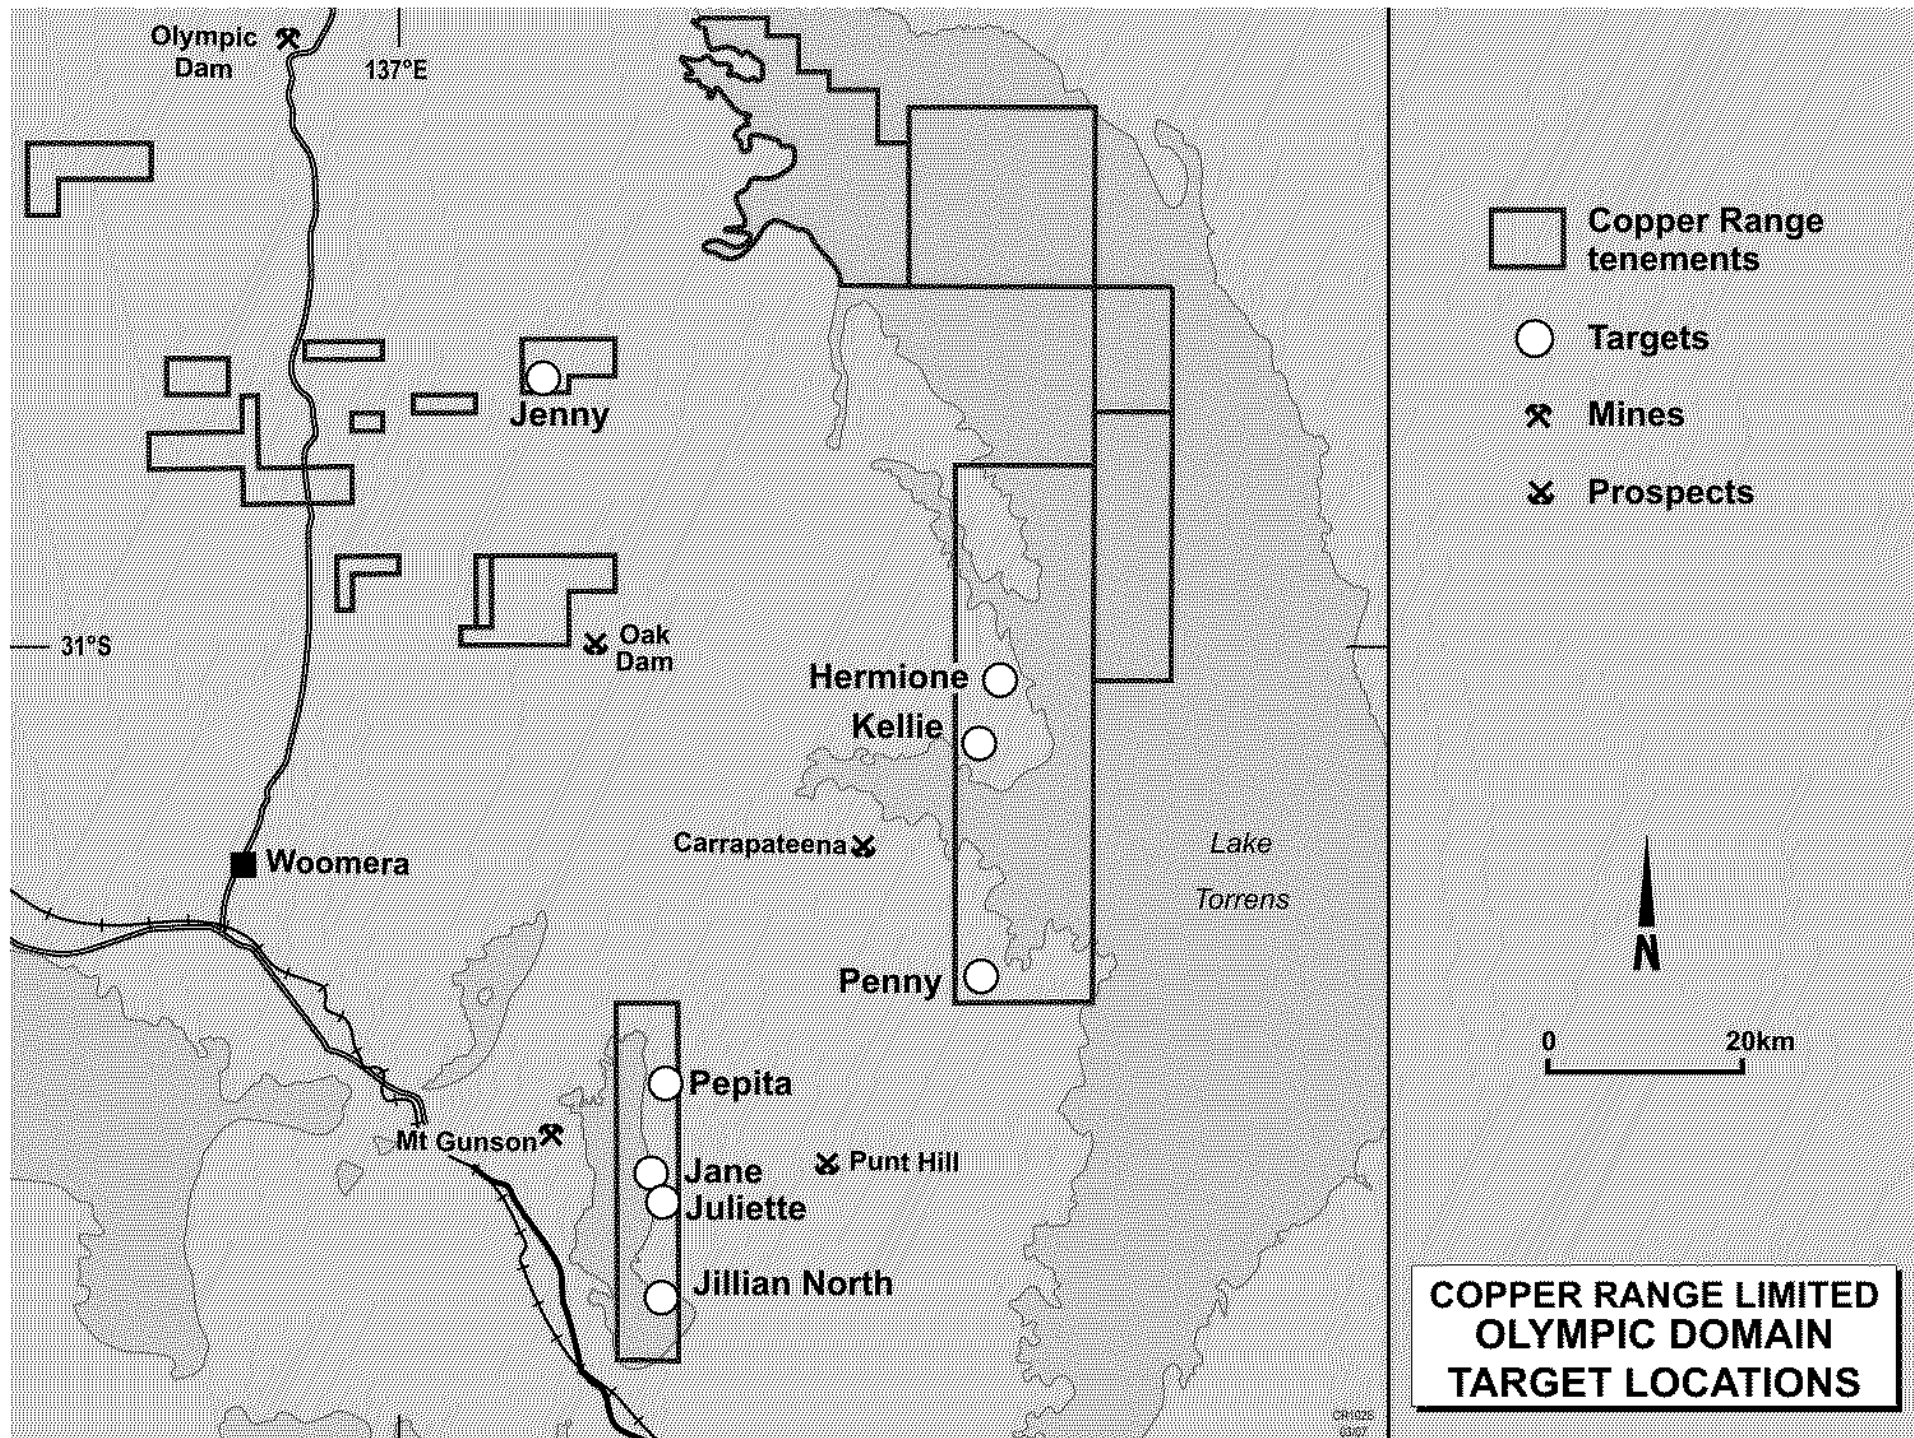 Olympic
Dam
137°E
Copper Range
tenements
Targets
Mines
Prospects
Jenny
31°S
Oak
Dam
Hermione
Kellie
Carrapateena
Lake
Torrens
Woomera
Penny
N
0 20km
Pepita
Mt Gunson
Jane
Punt Hill
Juliette
Jillian North
COPPER RANGE LIMITED
OLYMPIC DOMAIN
TARGET LOCATIONS
03/07